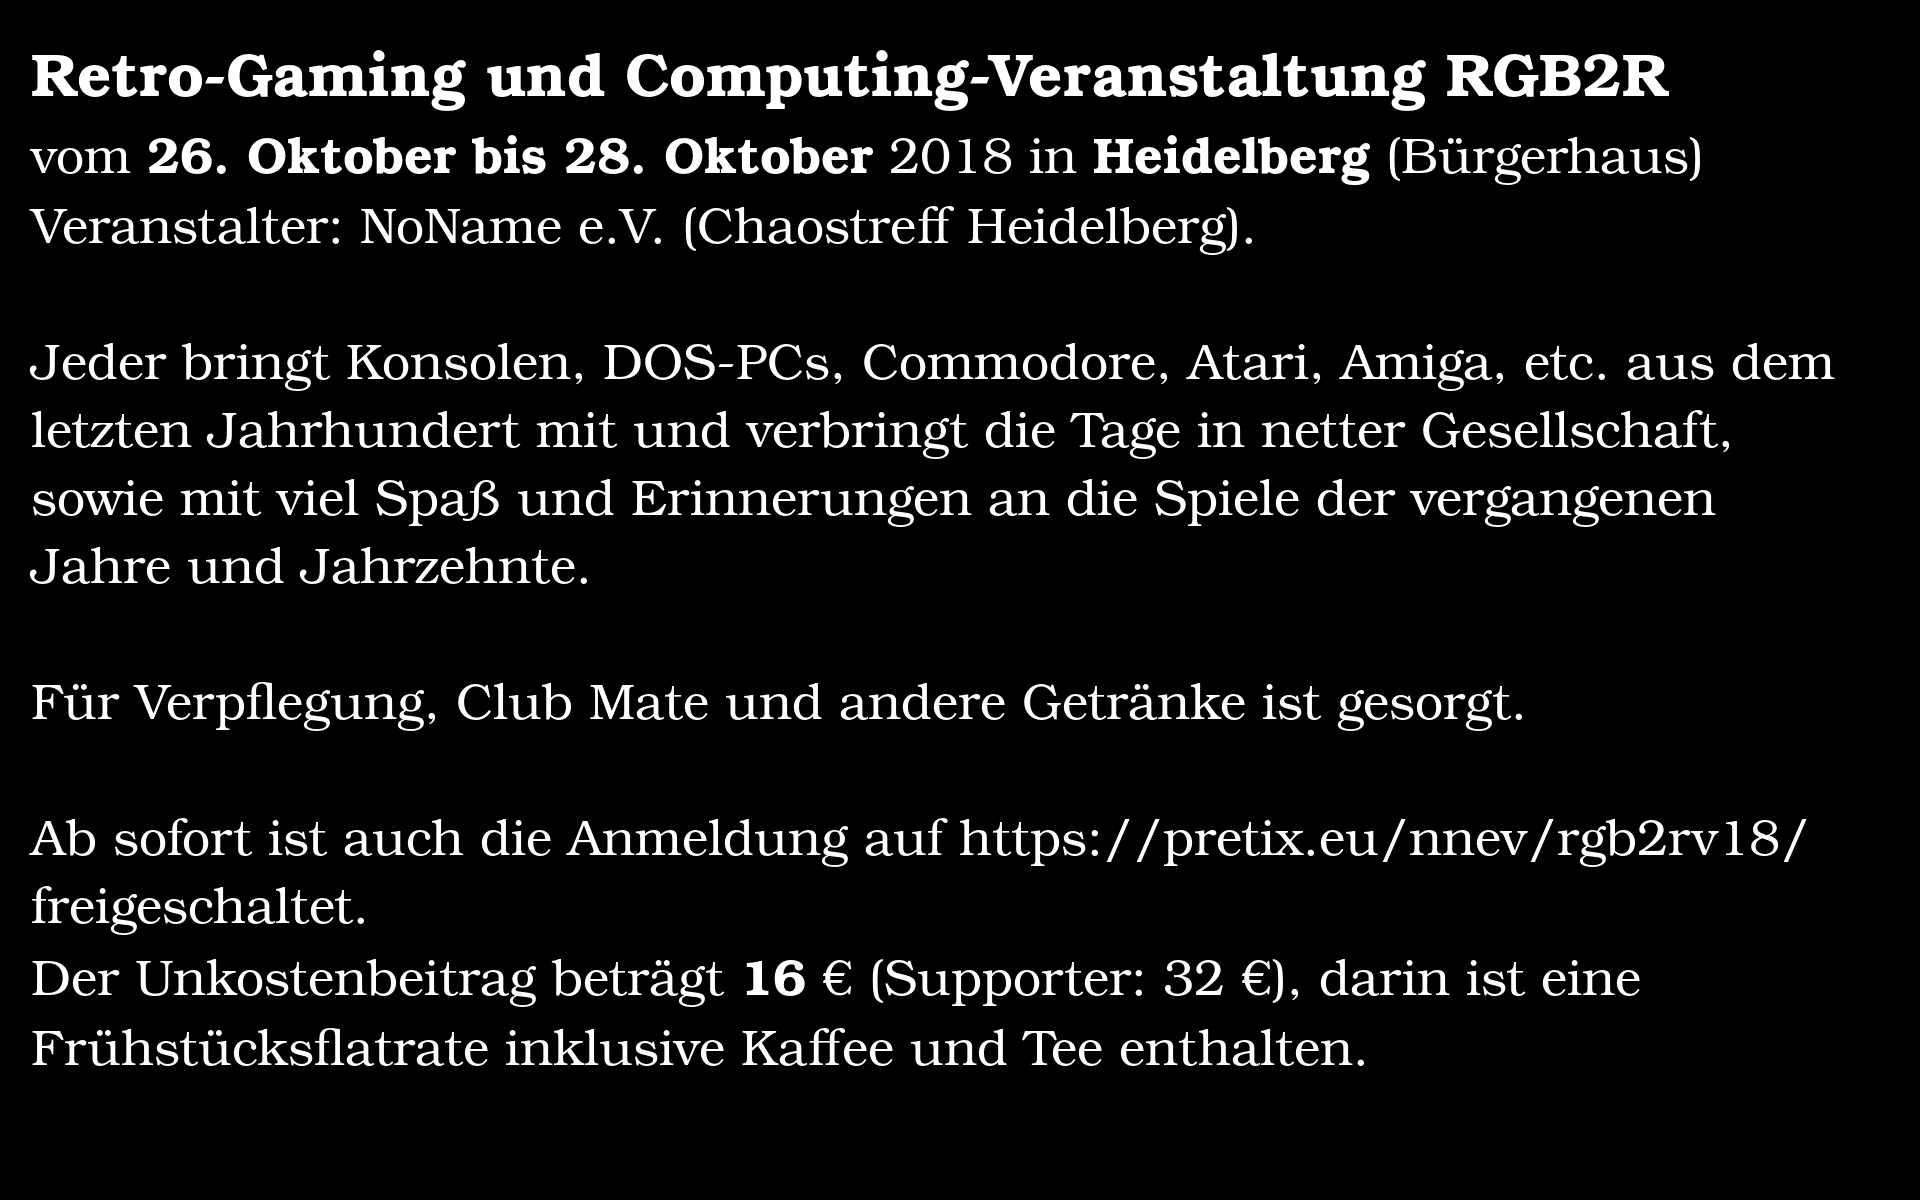 Retro-Gaming und Computing-Veranstaltung RGB2R
vom 26. Oktober bis 28. Oktober 2018 in Heidelberg (Bürgerhaus)
Veranstalter: NoName e.V. (Chaostreff Heidelberg).
Jeder bringt Konsolen, DOS-PCs, Commodore, Atari, Amiga, etc. aus dem
letzten Jahrhundert mit und verbringt die Tage in netter Gesellschaft,
sowie mit viel Spaß und Erinnerungen an die Spiele der vergangenen
Jahre und Jahrzehnte.
Für Verpflegung, Club Mate und andere Getränke ist gesorgt.
Ab sofort ist auch die Anmeldung auf https://pretix.eu/nnev/rgb2rv18/
freigeschaltet.
Der Unkostenbeitrag beträgt 16 € (Supporter: 32 €), darin ist eine
Frühstücksflatrate inklusive Kaffee und Tee enthalten.